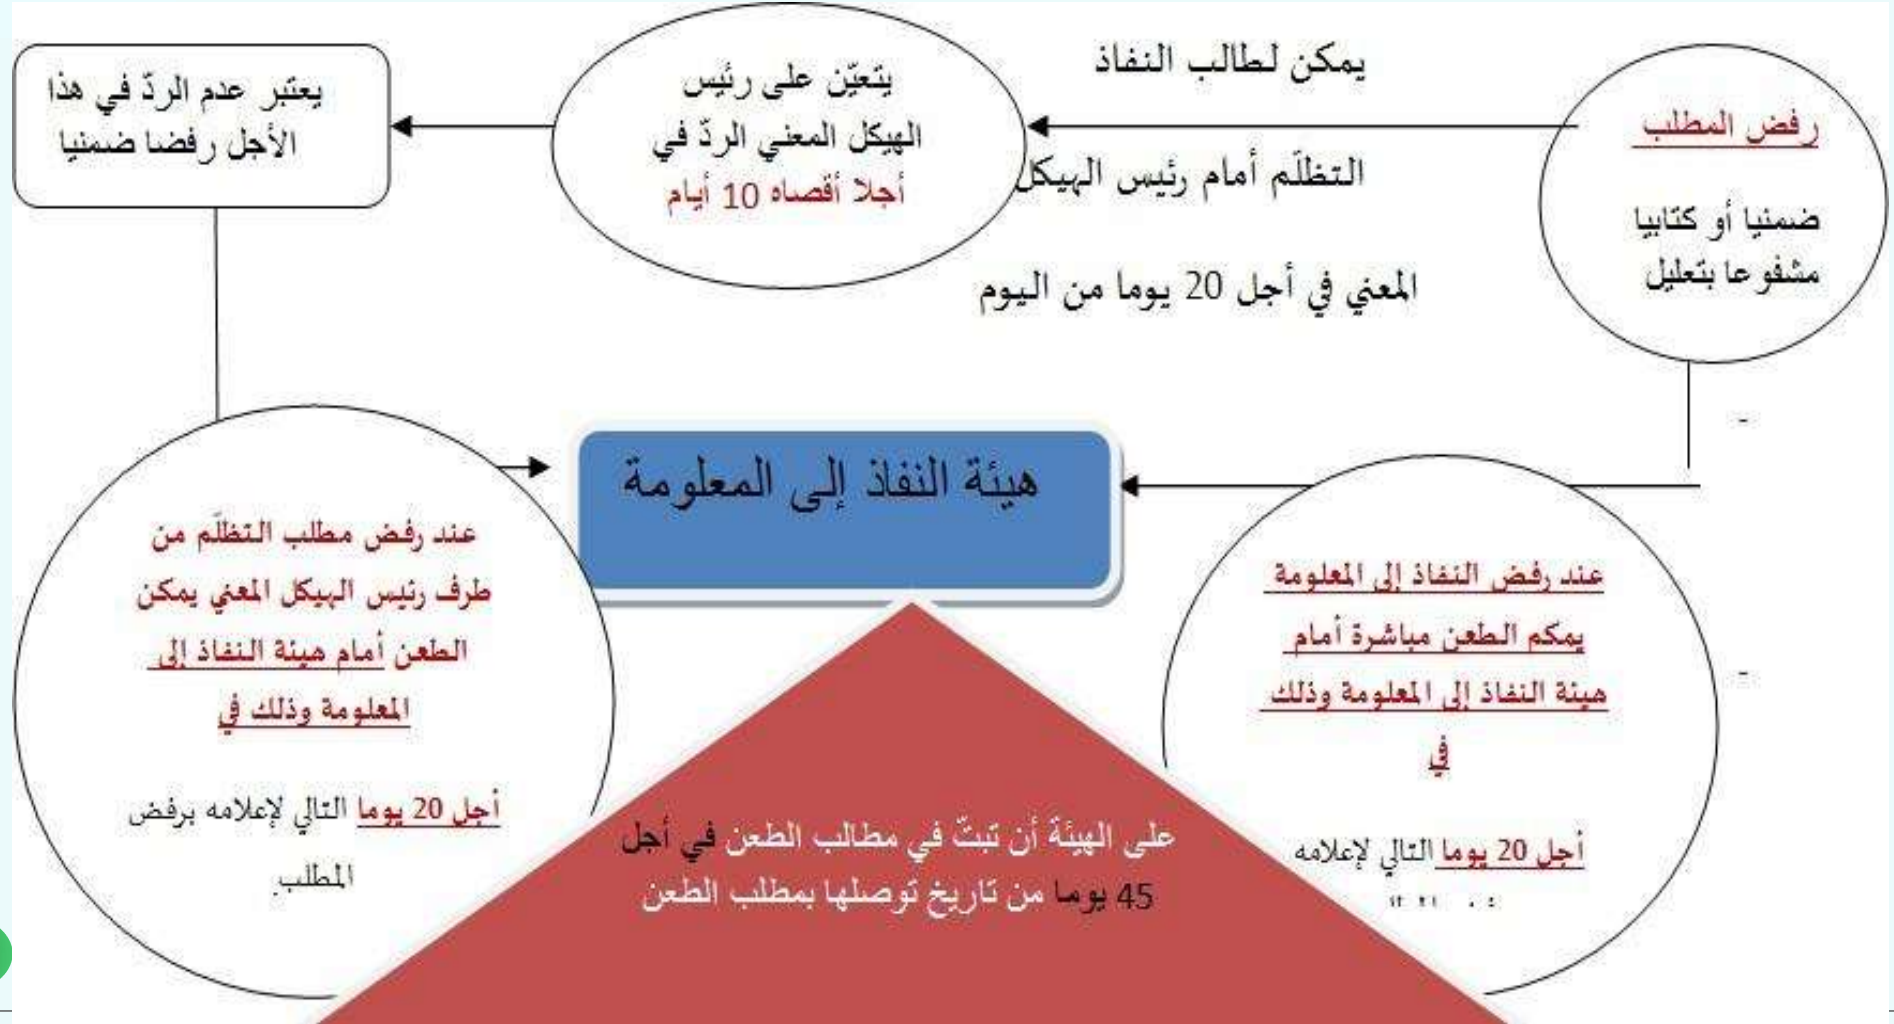 رفض المطلب
ضمنيا أو كتابيا
مشفوعا بتعليل
يمكن لطالب النفاذ
التظلّم أمام رئيس الهيكل
المعني في أجل 20 يوما من اليوم
يتعيّن على رئيس
الهيكل المعني الردّ في
أجلا أقصاه 10 أيام
يعتبر عدم الردّ في هذا
الأجل رفضا ضمنيا
هيئة النفاذ إلى المعلومة
عند رفض النفاذ إلى المعلومة
يمكم الطعن مباشرة أمام
هيئة النفاذ إلى المعلومة وذلك
في
أجل 20 يوما التالي لإعلامه
عند رفض مطلب التظلّم من
طرف رئيس الهيكل المعني يمكن
الطعن أمام هيئة النفاذ إلى
المعلومة وذلك في
أجل 20 يوما التالي لإعلامه برفض
المطلب.
على الهيئة أن تبتّ في مطالب الطعن في أجل
45 يوما من تاريخ توصلها بمطلب الطعن